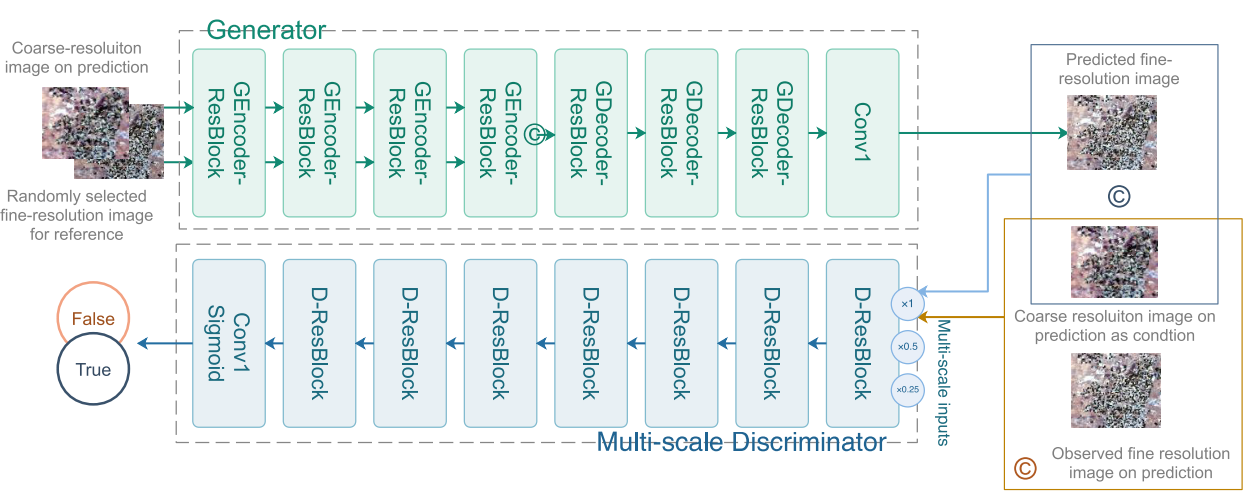 Generator
Coarse-resoluiton
image on prediction
Randomly selected
fine-resolution image
for reference
GEncoder-
ResBlock
GEncoder-
ResBlock
GEncoder-
ResBlock
GEncoder-
ResBlock
©
GDecoder-
ResBlock
GDecoder-
ResBlock
GDecoder-
ResBlock
Conv1
Predicted fine-
resolution image
©
Coarse resoluiton image on
prediction as condtion
©
Observed fine resolution
image on prediction
False
True
Conv1
Sigmoid
D-ResBlock
D-ResBlock
D-ResBlock
D-ResBlock
D-ResBlock
D-ResBlock
D-ResBlock
×1
×0.5
×0.25
Multi-scale inputs
Multi-scale Discriminator